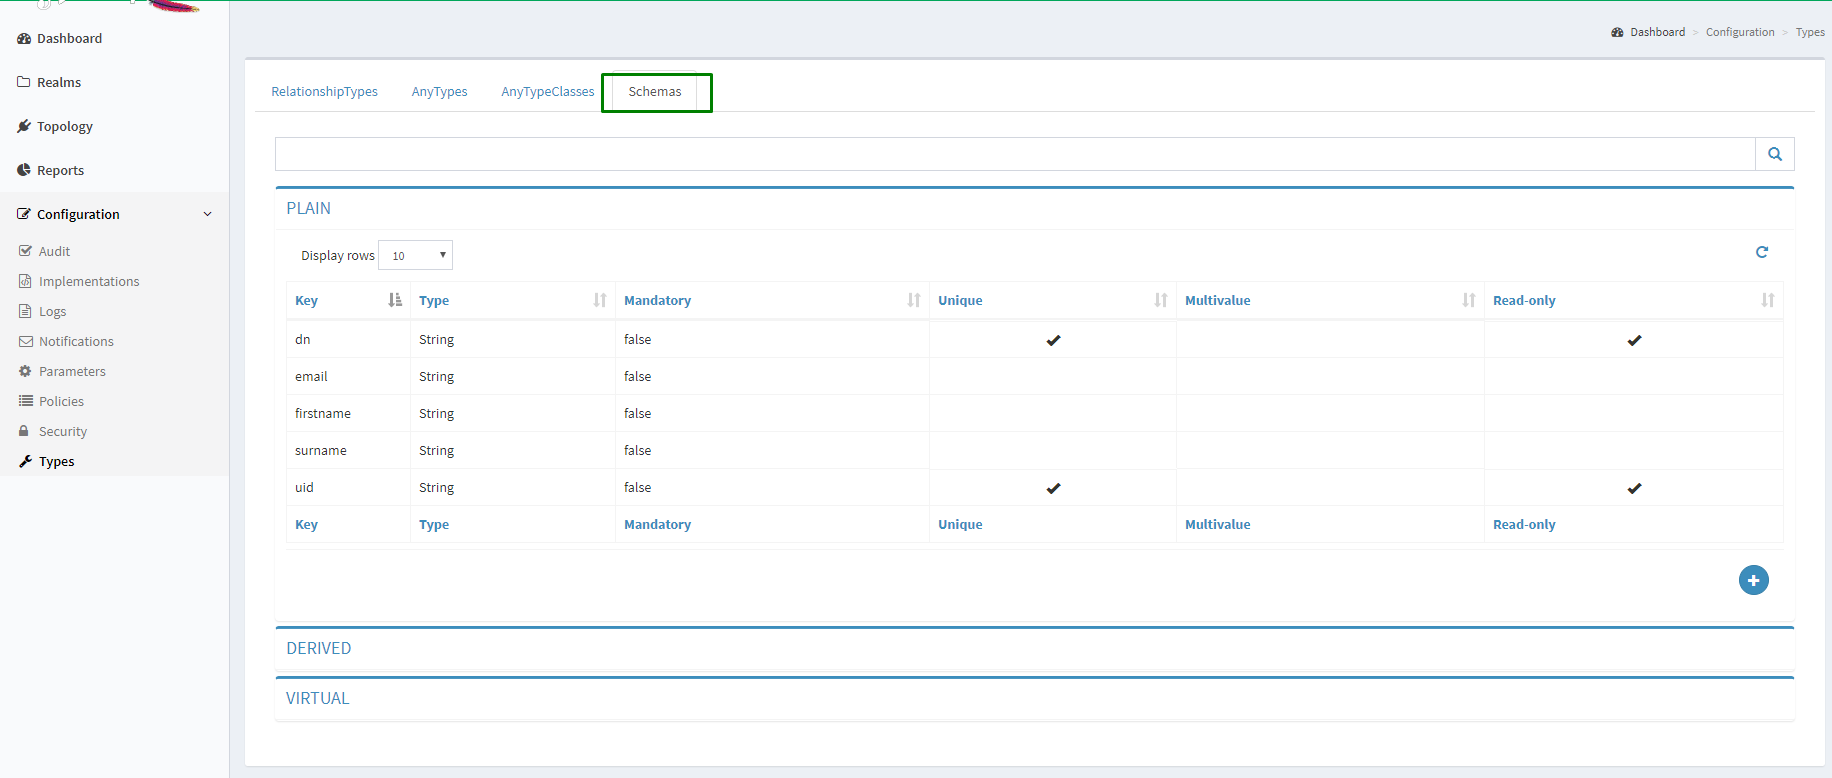 Dashboard
Realms
Topology
Reports
Configuration
Audit
Implementations
Logs
Notifications
Parameters
Policies
Security
Types
Dashboard > Configuration > Types
RelationshipTypes AnyTypes AnyTypeClasses Schemas
PLAIN
Display rows 10
Key Type Mandatory Unique Multivalue Read-only
dn String false
email String false
firstname String false
surname String false
uid String false
Key Type Mandatory Unique Multivalue Read-only
DERIVED
VIRTUAL